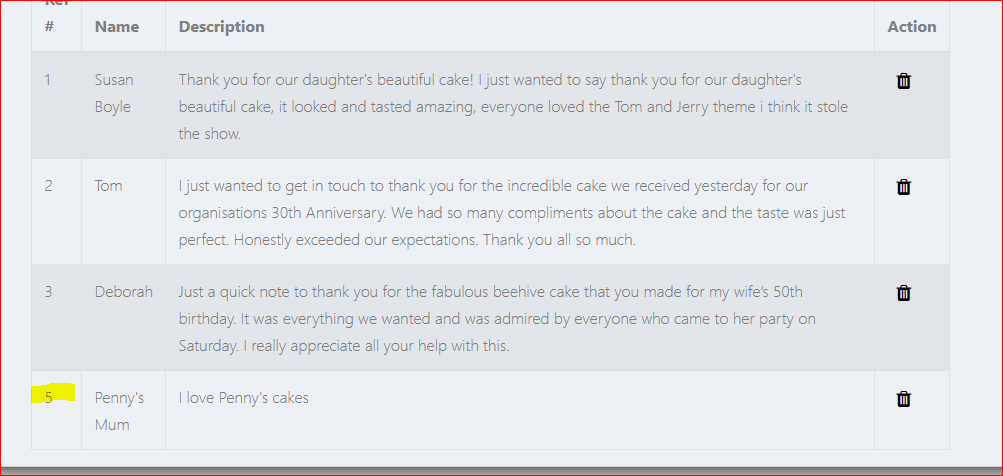 Ref
# Name Description Action
1 Susan Boyle Thank you for our daughter's beautiful cake! I just wanted to say thank you for our daughter's
beautiful cake, it looked and tasted amazing, everyone loved the Tom and Jerry theme i think it stole
the show.
2 Tom I just wanted to get in touch to thank you for the incredible cake we received yesterday for our
organisations 30th Anniversary. We had so many compliments about the cake and the taste was just
perfect. Honestly exceeded our expectations. Thank you all so much.
3 Deborah Just a quick note to thank you for the fabulous beehive cake that you made for my wife's 50th
birthday. It was everything we wanted and was admired by everyone who came to her party on
Saturday. I really appreciate all your help with this.
5 Penny's Mum I love Penny's cakes